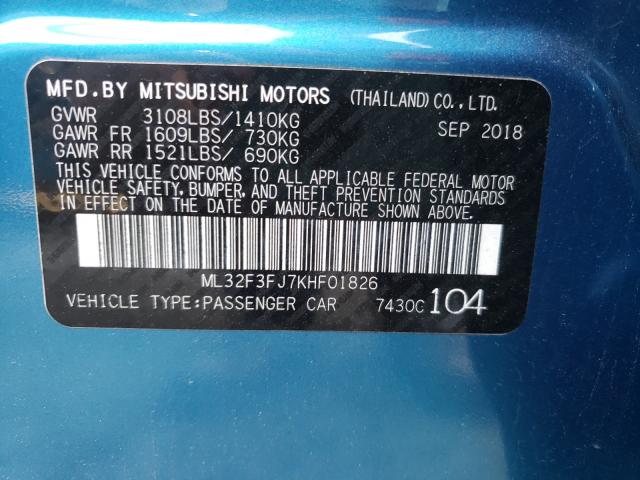 MFD.BY MITSUBISHI MOTORS (THAILAND)CO.,LTD.
GVWR 3108LBS/1410KG SEP 2018
GAWR FR 1609LBS/ 730KG
GAWR RR 1521LBS/ 690KG
THIS VEHICLE CONFORMS TO ALL APPLICABLE FEDERAL MOTOR
VEHICLE SAFETY, BUMPER, AND THEFT PREVENTION STANDARDS
IN EFFECT ON THE DATE OF MANUFACTURE SHOWN ABOVE.
ML32F3FJ7KHF01826
VEHICLE TYPE:PASSENGER CAR 7430C 104